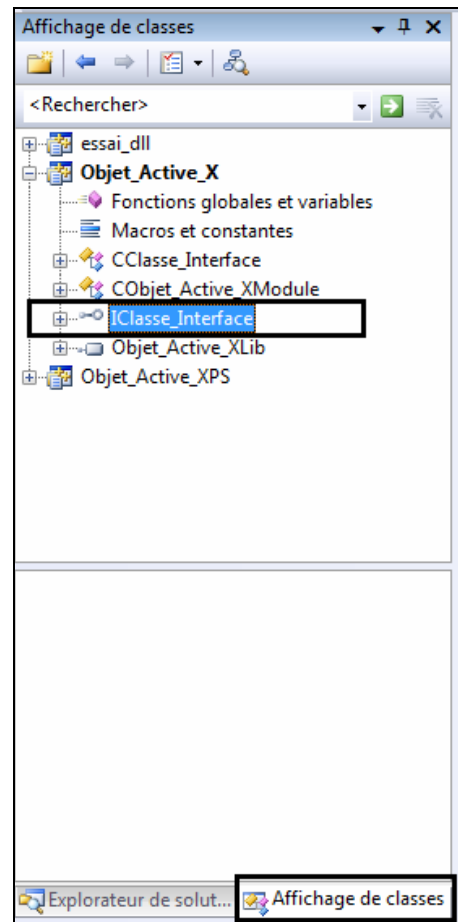 Affichage de classes
<Rechercher>
essai_dll
Objet_Active_X
Fonctions globales et variables
Macros et constantes
CClasse_Interface
CObjet_Active_XModule
IClasse_Interface
Objet_Active_XLib
Objet_Active_XPS
Explorateur de solut...
Affichage de classes